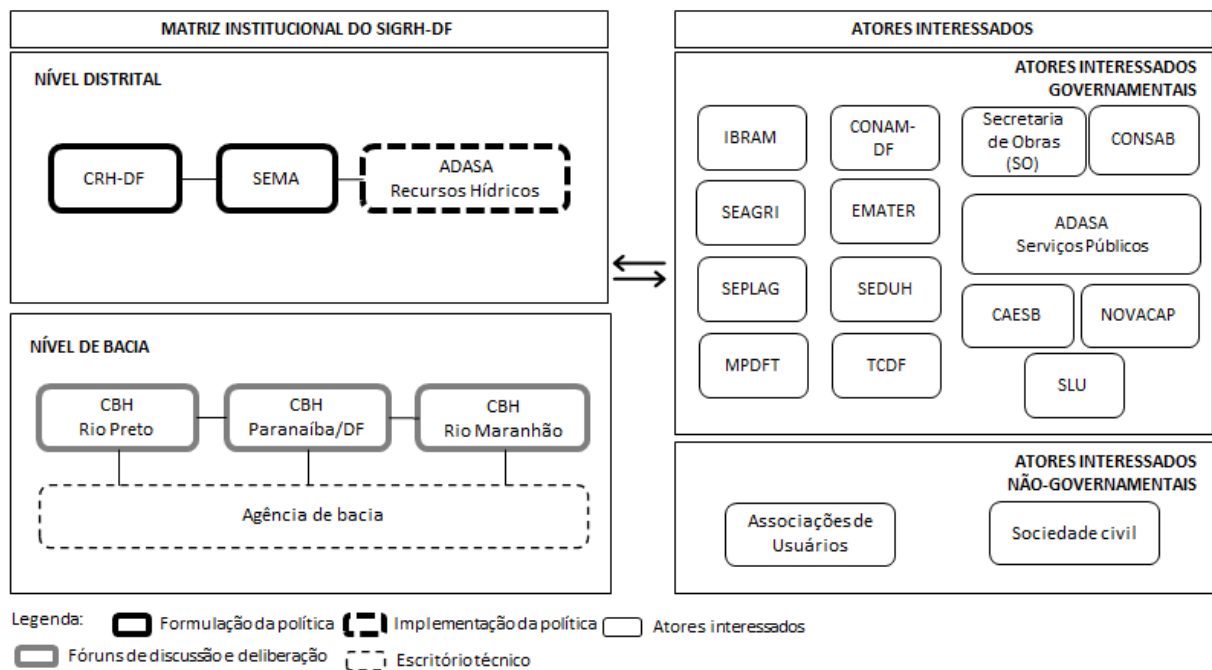 MATRIZ INSTITUCIONAL DO SIGRH-DF
NÍVEL DISTRITAL
CRH-DF
SEMA
ADASA
Recursos Hídricos
NÍVEL DE BACIA
CBH
Rio Preto
CBH
Paranaíba/DF
CBH
Rio Maranhão
Agência de bacia
ATORES INTERESSADOS
ATORES INTERESSADOS
GOVERNAMENTAIS
IBRAM
CONAM-
DF
Secretaria
de Obras
(SO)
CONSAB
SEAGRI
EMATER
ADASA
Serviços Públicos
SEPLAG
SEDUH
CAESB
NOVACAP
MPDFT
TCDF
SLU
ATORES INTERESSADOS
NÃO-GOVERNAMENTAIS
Associações de
Usuários
Sociedade civil
Legenda:
Formulação da política
Implementação da política
Atores interessados
Fóruns de discussão e deliberação
Escritório técnico